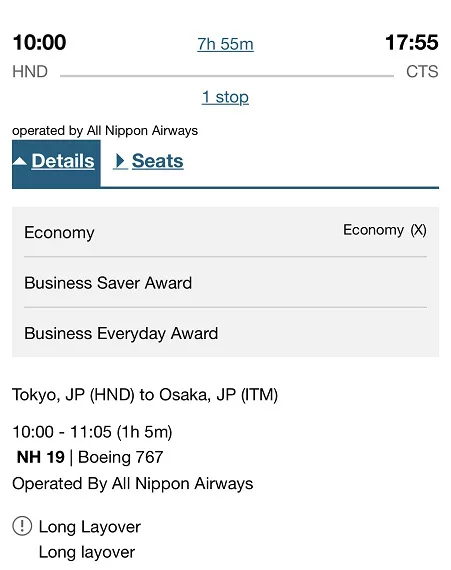 10:00 7h 55m 17:55
HND CTS
1 stop
operated by All Nippon Airways
Details Seats
Economy Economy (X)
Business Saver Award
Business Everyday Award
Tokyo, JP (HND) to Osaka, JP (ITM)
10:00 - 11:05 (1h 5m)
NH 19 | Boeing 767
Operated By All Nippon Airways
Long Layover
Long layover